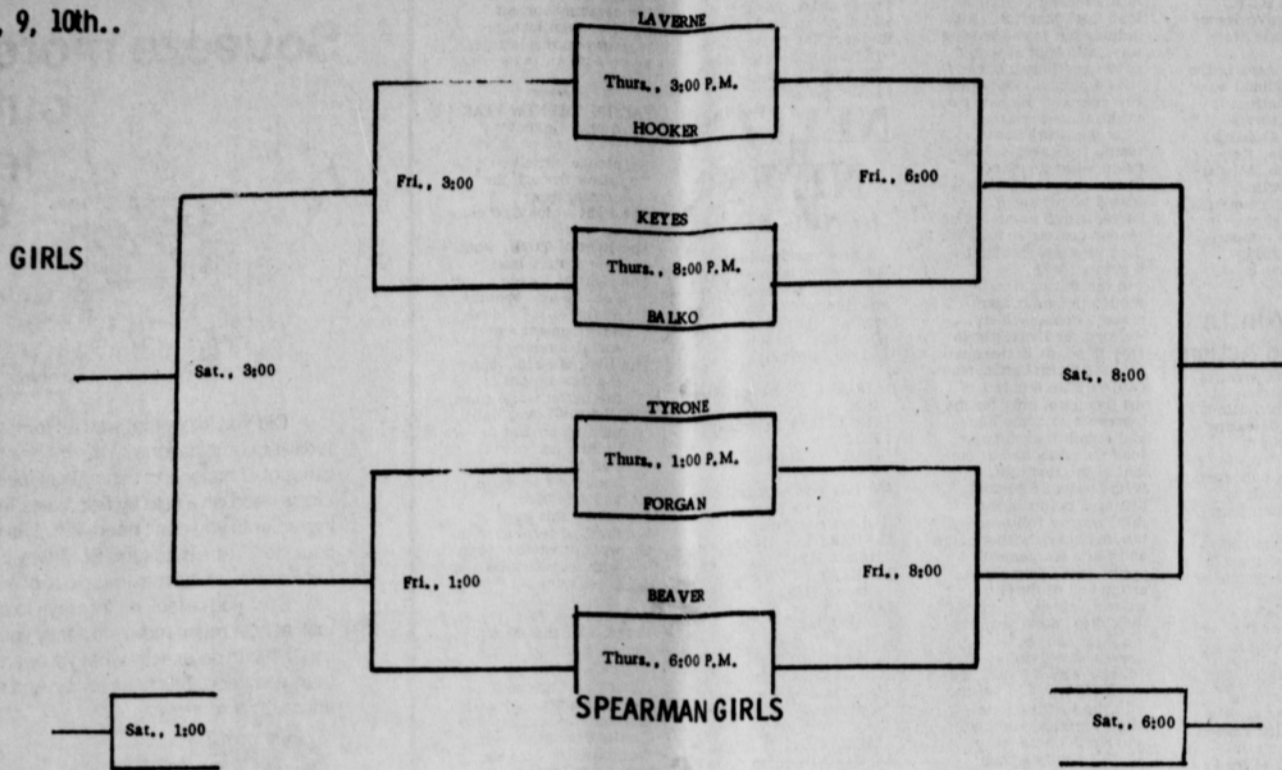 , 9, 10th..
LAVERNE
Thurs., 3:00 P.M.
HOOKER
Fri., 3:00
Fri., 6:00
KEYES
GIRLS
Thurs., 8:00 P.M.
BALKO
Sat., 3:00
Sat., 8:00
TYRONE
Thurs., 1:00 P.M.
FORGAN
Fri., 1:00
Fri., 8:00
BEAVER
Thurs., 6:00 P.M.
SPEARMAN GIRLS
Sat., 1:00
Sat., 6:00